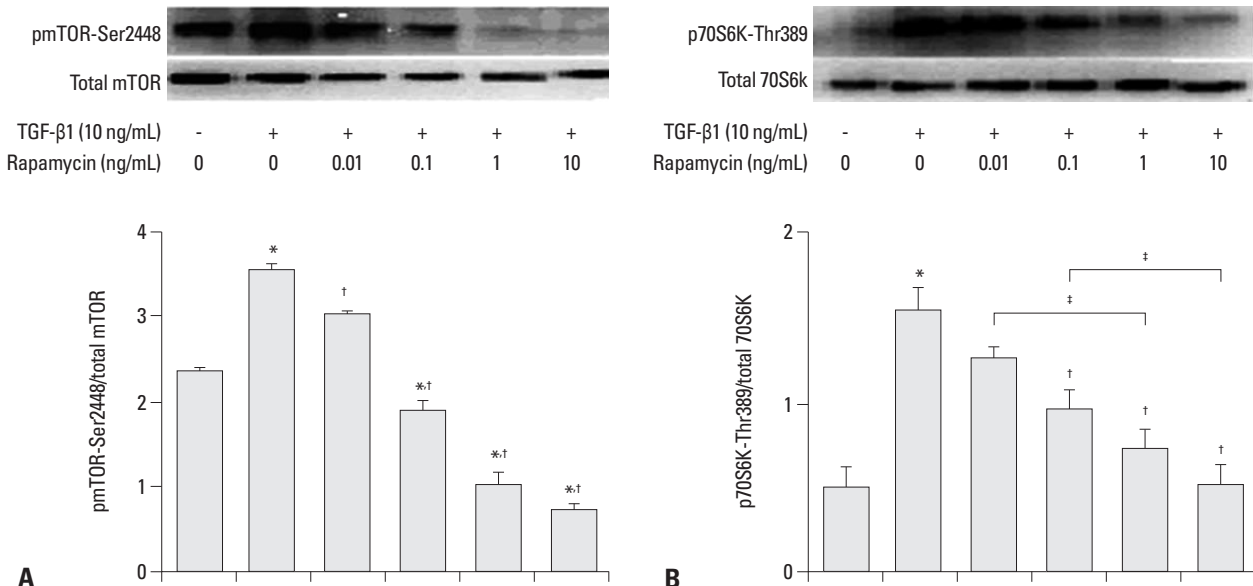 pmTOR-Ser2448
Total mTOR
TGF-β1 (10 ng/mL) - + + + + +
Rapamycin (ng/mL) 0 0 0.01 0.1 1 10
pmTOR-Ser2448/total mTOR
4
3
2
1
0
*
†
*,†
*,†
*,†
A
p70S6K-Thr389
Total 70S6k
TGF-β1 (10 ng/mL) - + + + + +
Rapamycin (ng/mL) 0 0 0.01 0.1 1 10
p70S6K-Thr389/total 70S6K
2
1
0
*
‡
‡
†
†
†
B